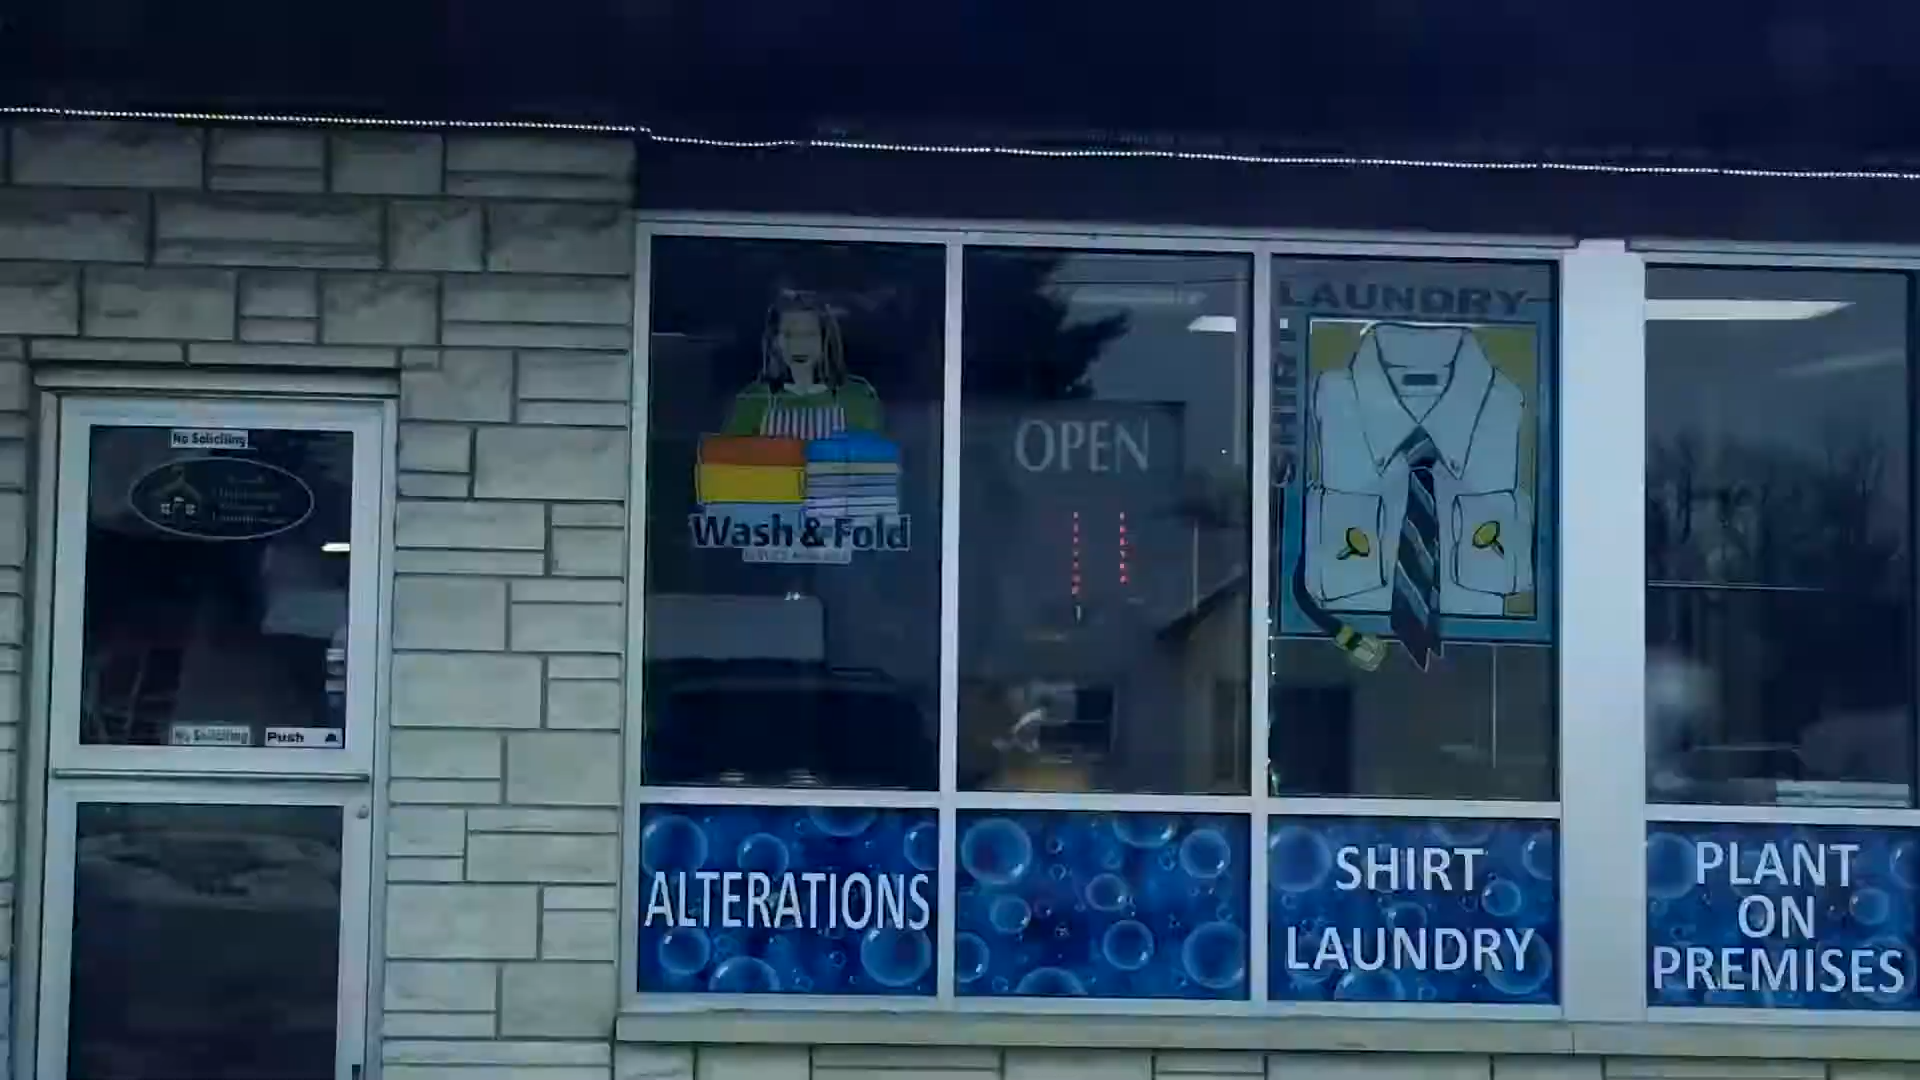 No Soliciting
No Soliciting
Push
Wash & Fold
OPEN
SHIRT
LAUNDRY
ALTERATIONS
SHIRT
LAUNDRY
PLANT
ON
PREMISES